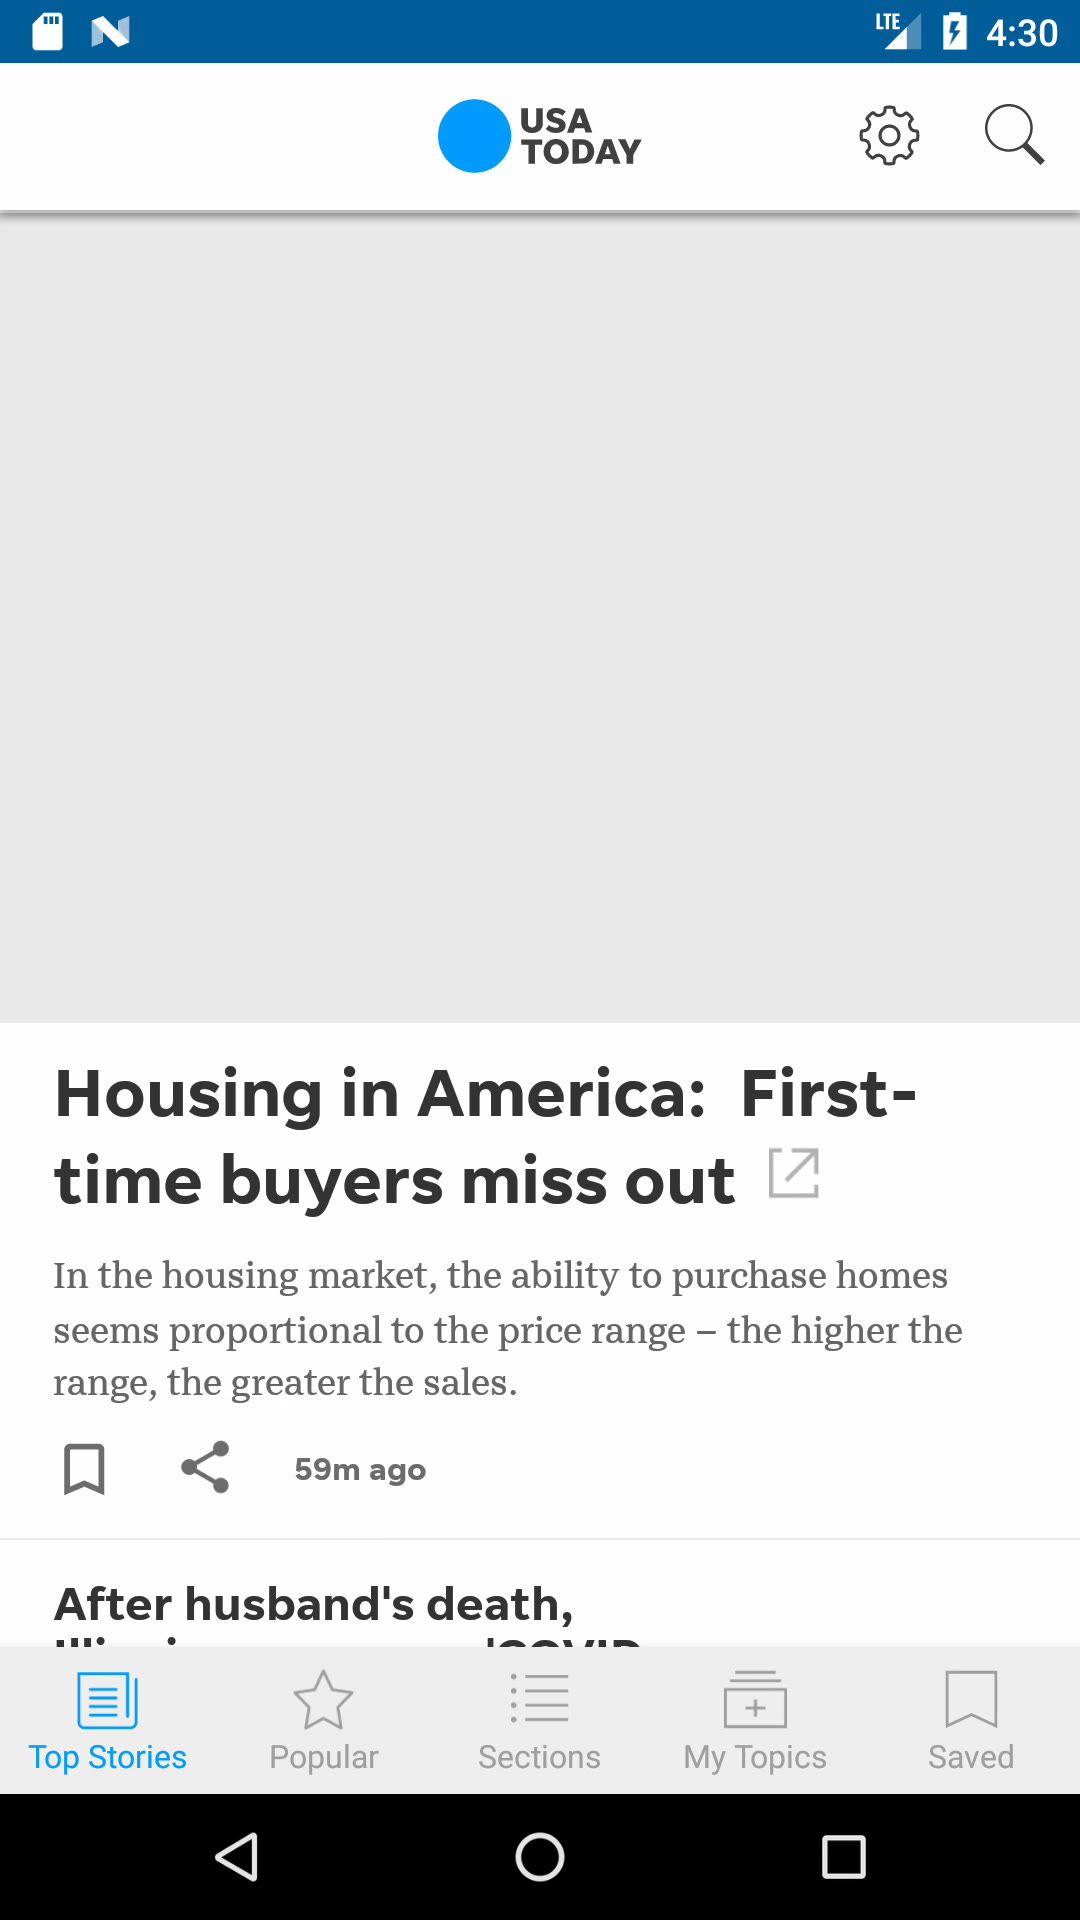 LTE 4:30
USA
TODAY
Housing in America:  First-
time buyers miss out
In the housing market, the ability to purchase homes
seems proportional to the price range – the higher the
range, the greater the sales.
59m ago
After husband's death,
Top Stories
Popular
Sections
My Topics
Saved